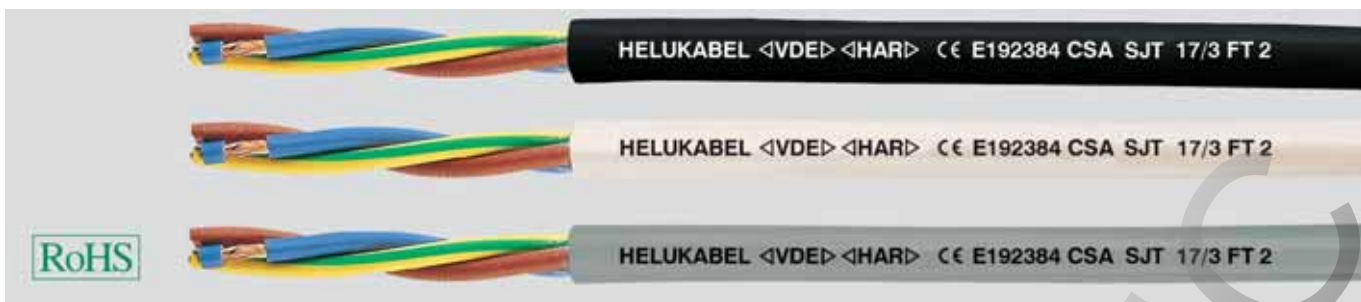 HELUKABEL ◁VDE▷ ◁HAR▷ CE E192384 CSA SJT 17/3 FT 2
HELUKABEL ◁VDE▷ ◁HAR▷ CE E192384 CSA SJT 17/3 FT 2
RoHS
HELUKABEL ◁VDE▷ ◁HAR▷ CE E192384 CSA SJT 17/3 FT 2